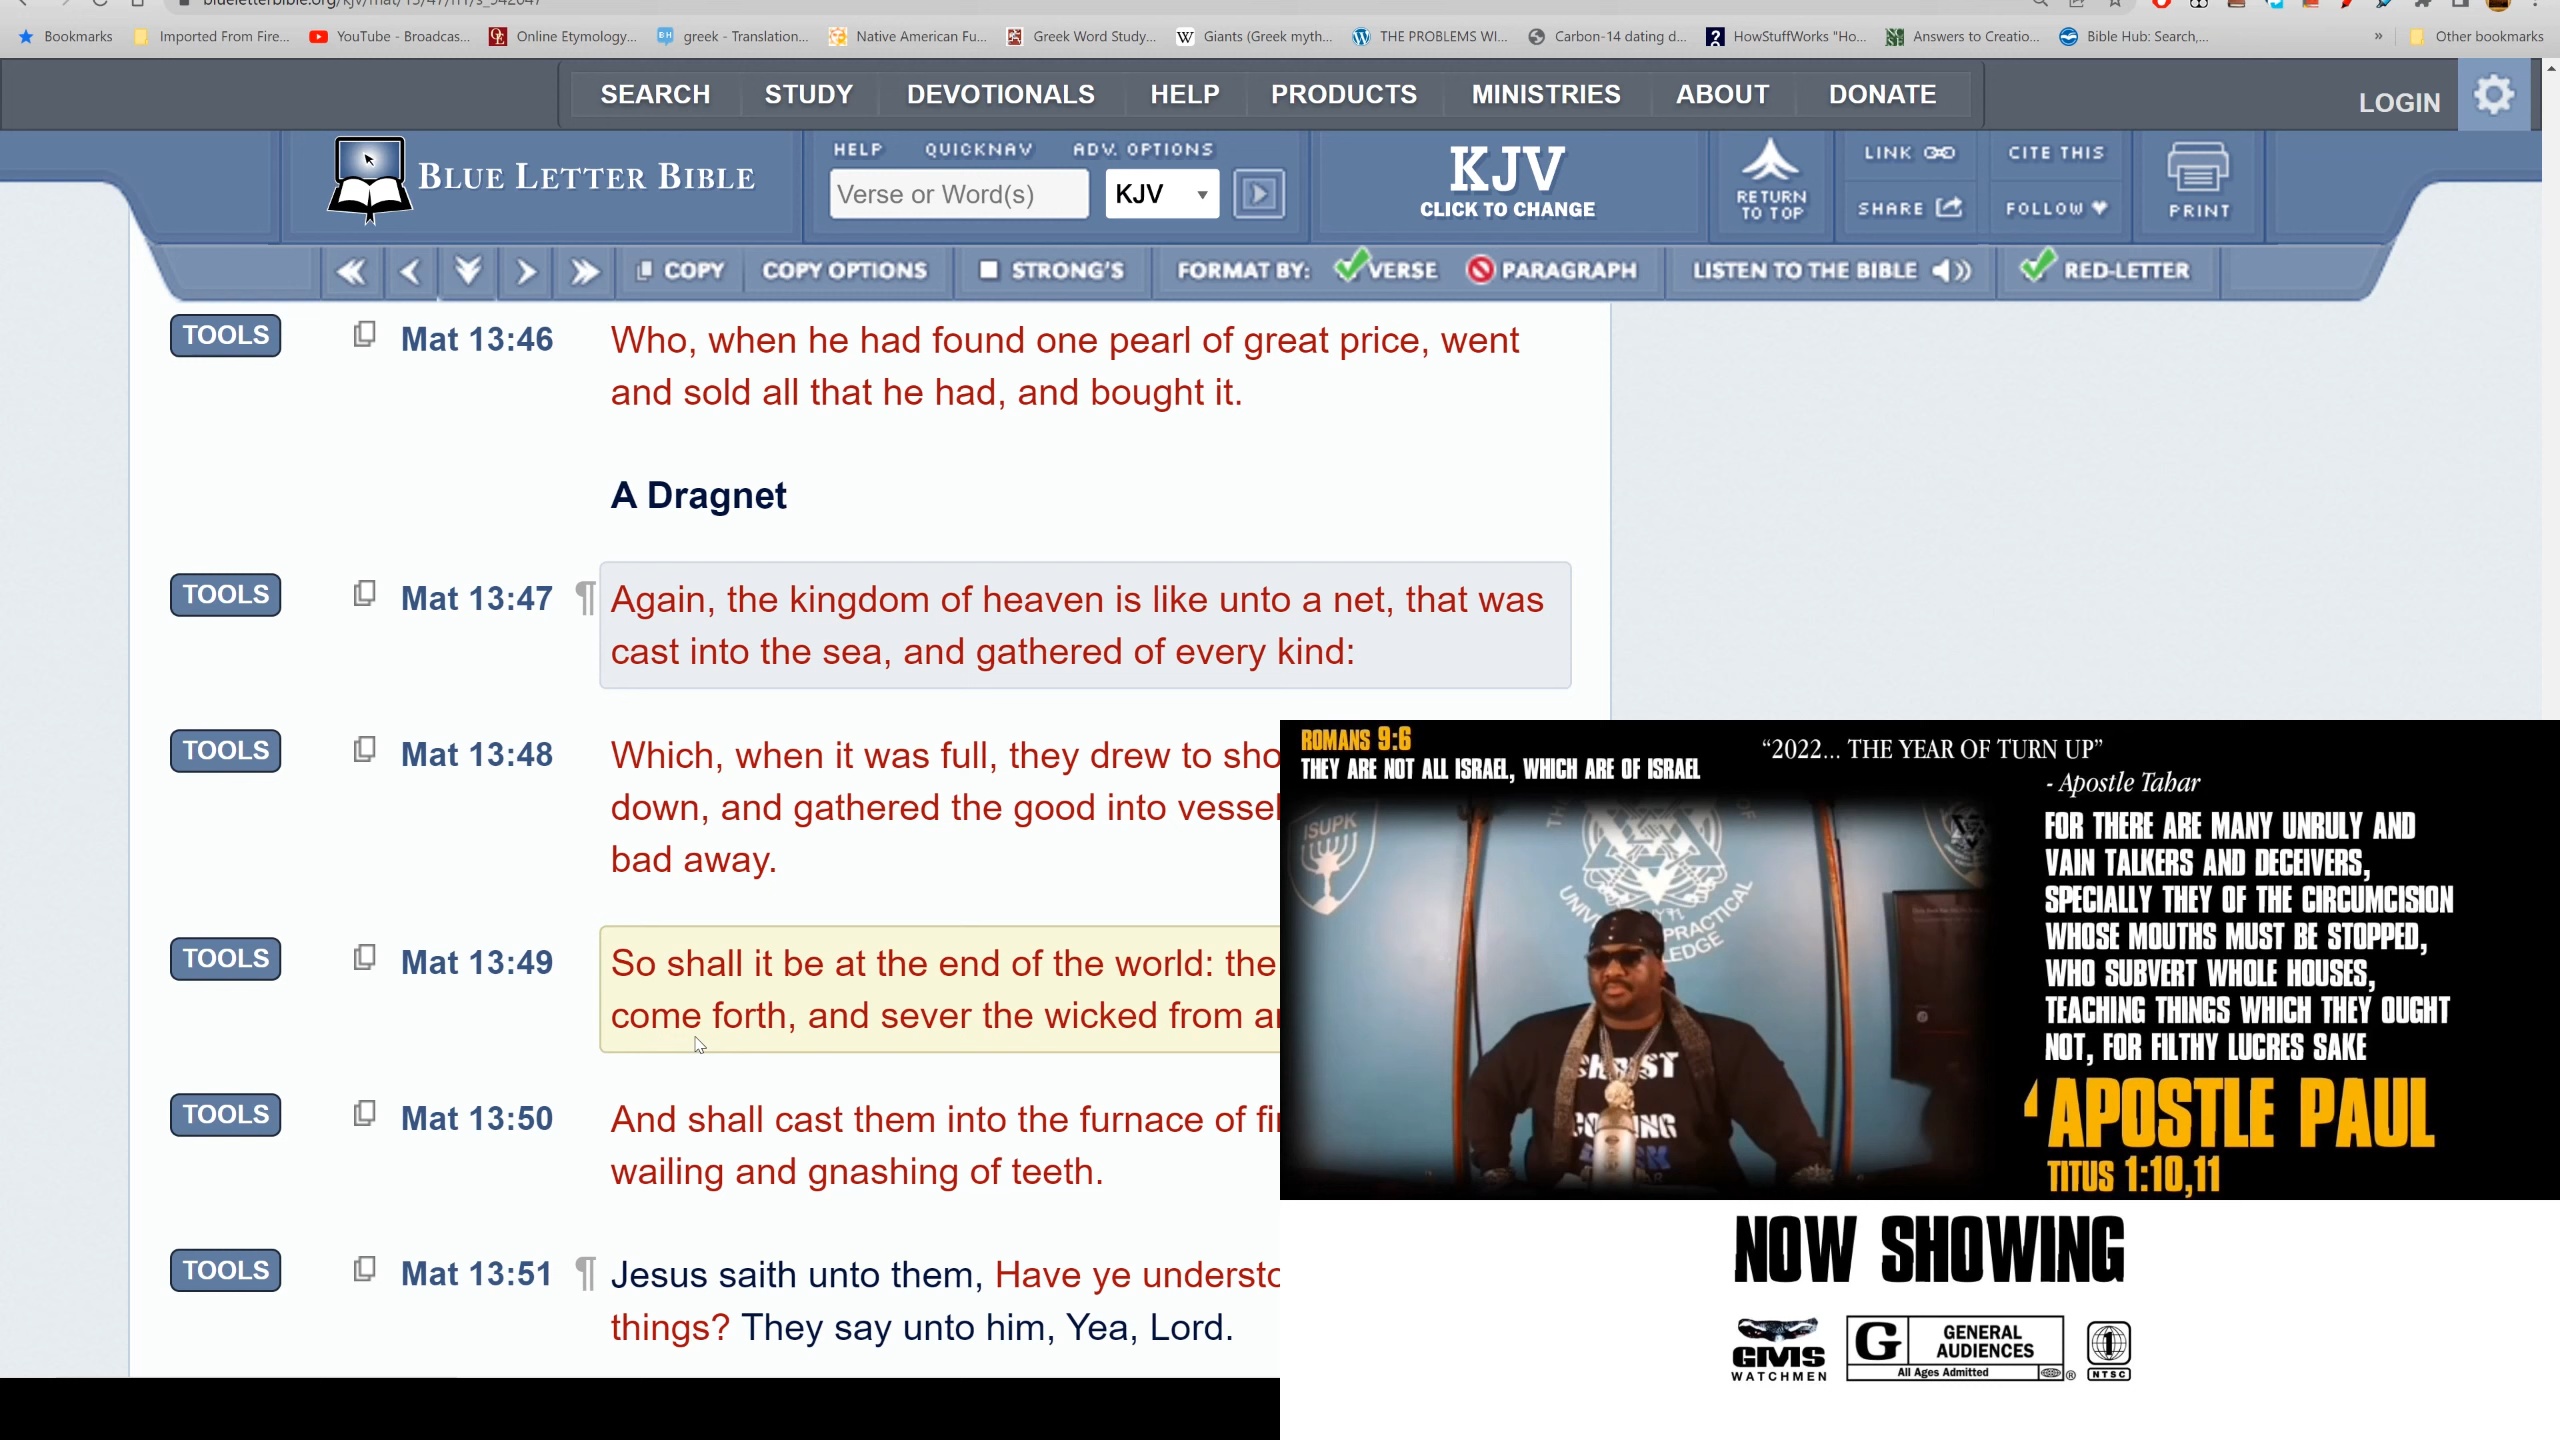 blueletterbible.org/kjv/mat/13/47/
Bookmarks
Imported From Fire...
YouTube - Broadcas...
Online Etymology...
greek - Translation...
Native American Fu...
Greek Word Study...
Giants (Greek myth...
THE PROBLEMS WI...
Carbon-14 dating d...
HowStuffWorks "Ho...
Answers to Creatio...
Bible Hub: Search,...
»
Other bookmarks
SEARCH
STUDY
DEVOTIONALS
HELP
PRODUCTS
MINISTRIES
ABOUT
DONATE
LOGIN
BLUE LETTER BIBLE
HELP
QUICKNAV
ADV. OPTIONS
Verse or Word(s)
KJV
KJV
CLICK TO CHANGE
RETURN
TO TOP
LINK
CITE THIS
SHARE
FOLLOW
PRINT
COPY
COPY OPTIONS
STRONG'S
FORMAT BY:
VERSE
PARAGRAPH
LISTEN TO THE BIBLE
RED-LETTER
TOOLS
Mat 13:46
Who, when he had found one pearl of great price, went
and sold all that he had, and bought it.
A Dragnet
TOOLS
Mat 13:47
¶
Again, the kingdom of heaven is like unto a net, that was
cast into the sea, and gathered of every kind:
TOOLS
Mat 13:48
Which, when it was full, they drew to sho
down, and gathered the good into vessel
bad away.
TOOLS
Mat 13:49
So shall it be at the end of the world: the
come forth, and sever the wicked from a
TOOLS
Mat 13:50
And shall cast them into the furnace of fi
wailing and gnashing of teeth.
TOOLS
Mat 13:51
¶
Jesus saith unto them, Have ye understo
things? They say unto him, Yea, Lord.
ROMANS 9:6
THEY ARE NOT ALL ISRAEL, WHICH ARE OF ISRAEL
“2022... THE YEAR OF TURN UP”
- Apostle Tahar
FOR THERE ARE MANY UNRULY AND
VAIN TALKERS AND DECEIVERS,
SPECIALLY THEY OF THE CIRCUMCISION
WHOSE MOUTHS MUST BE STOPPED,
WHO SUBVERT WHOLE HOUSES,
TEACHING THINGS WHICH THEY OUGHT
NOT, FOR FILTHY LUCRES SAKE
APOSTLE PAUL
TITUS 1:10,11
ISUPK
PRACTICAL
CHRIST
COMING
NOW SHOWING
GMS
WATCHMEN
G
GENERAL
AUDIENCES
All Ages Admitted
®
1
NTSC